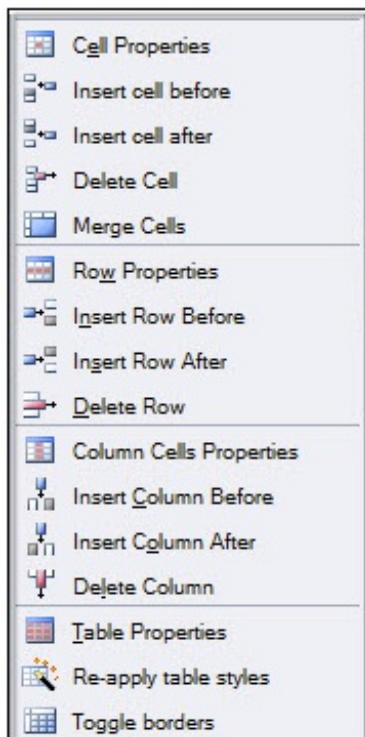 Cell Properties
Insert cell before
Insert cell after
Delete Cell
Merge Cells
Row Properties
Insert Row Before
Insert Row After
Delete Row
Column Cells Properties
Insert Column Before
Insert Column After
Delete Column
Table Properties
Re-apply table styles
Toggle borders